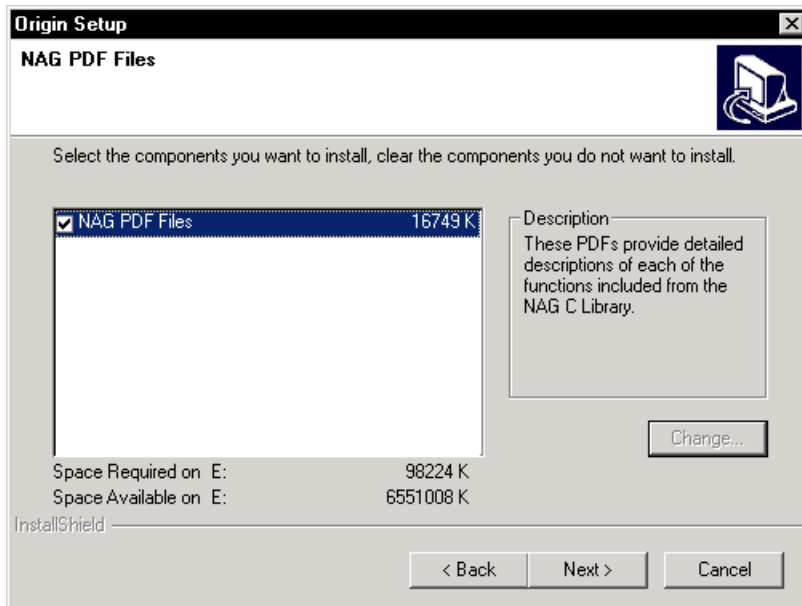 Origin Setup
NAG PDF Files
Select the components you want to install, clear the components you do not want to install.
NAG PDF Files 16749 K
Description
These PDFs provide detailed
descriptions of each of the
functions included from the
NAG C Library.
Change...
Space Required on E: 98224 K
Space Available on E: 6551008 K
InstallShield
< Back Next > Cancel